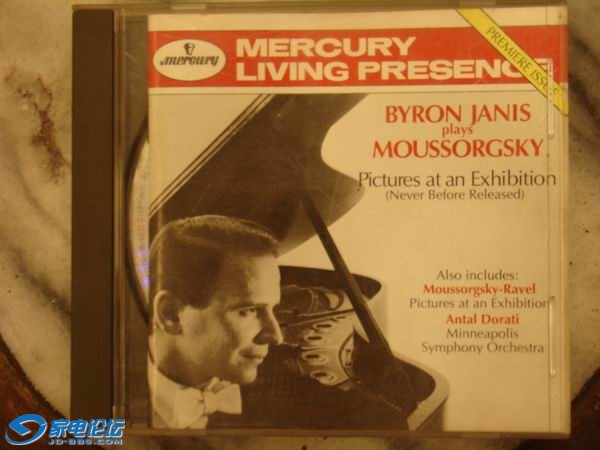 mercury
MERCURY
LIVING PRESENCE
PREMIERE ISSUE
BYRON JANIS
plays
MOUSSORGSKY
Pictures at an Exhibition
(Never Before Released)
Also includes:
Moussorgsky-Ravel
Pictures at an Exhibition
Antal Dorati
Minneapolis
Symphony Orchestra
家电论坛
JD-BBS.COM